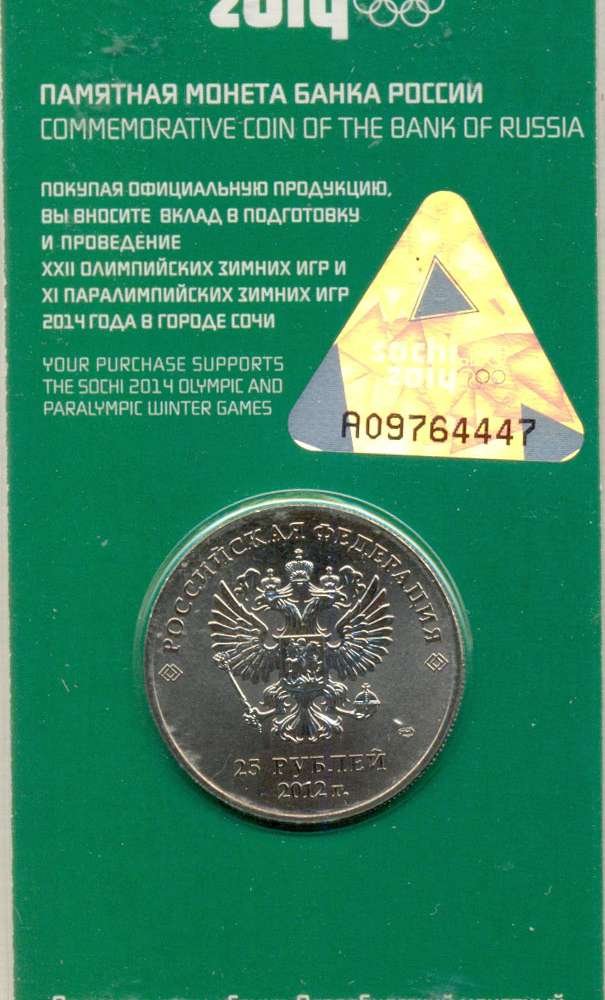 2014
ПАМЯТНАЯ МОНЕТА БАНКА РОССИИ
COMMEMORATIVE COIN OF THE BANK OF RUSSIA
ПОКУПАЯ ОФИЦИАЛЬНУЮ ПРОДУКЦИЮ,
ВЫ ВНОСИТЕ ВКЛАД В ПОДГОТОВКУ
И ПРОВЕДЕНИЕ
XXII ОЛИМПИЙСКИХ ЗИМНИХ ИГР И
XI ПАРАЛИМПИЙСКИХ ЗИМНИХ ИГР
2014 ГОДА В ГОРОДЕ СОЧИ
YOUR PURCHASE SUPPORTS
THE SOCHI 2014 OLYMPIC AND
PARALYMPIC WINTER GAMES
sochi
2014
A09764447
РОССИЙСКАЯ ФЕДЕРАЦИЯ
25 РУБЛЕЙ
2012 г.